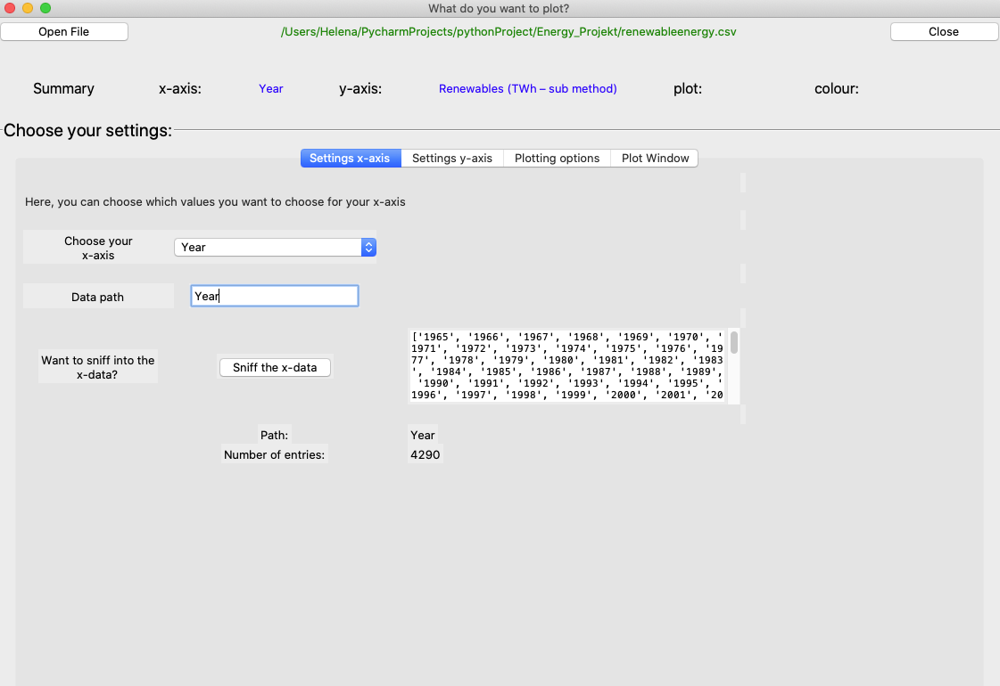 What do you want to plot?
Open File
/Users/Helena/PycharmProjects/pythonProject/Energy_Projekt/renewableenergy.csv
Close
Summary
x-axis:
Year
y-axis:
Renewables (TWh – sub method)
plot:
colour:
Choose your settings:
Settings x-axis
Settings y-axis
Plotting options
Plot Window
Here, you can choose which values you want to choose for your x-axis
Choose your
x-axis
Year
Data path
Year
Want to sniff into the
x-data?
Sniff the x-data
['1965', '1966', '1967', '1968', '1969', '1970', '
1971', '1972', '1973', '1974', '1975', '1976', '19
77', '1978', '1979', '1980', '1981', '1982', '1983
', '1984', '1985', '1986', '1987', '1988', '1989',
'1990', '1991', '1992', '1993', '1994', '1995', '
1996', '1997', '1998', '1999', '2000', '2001', '20
Path:
Year
Number of entries:
4290